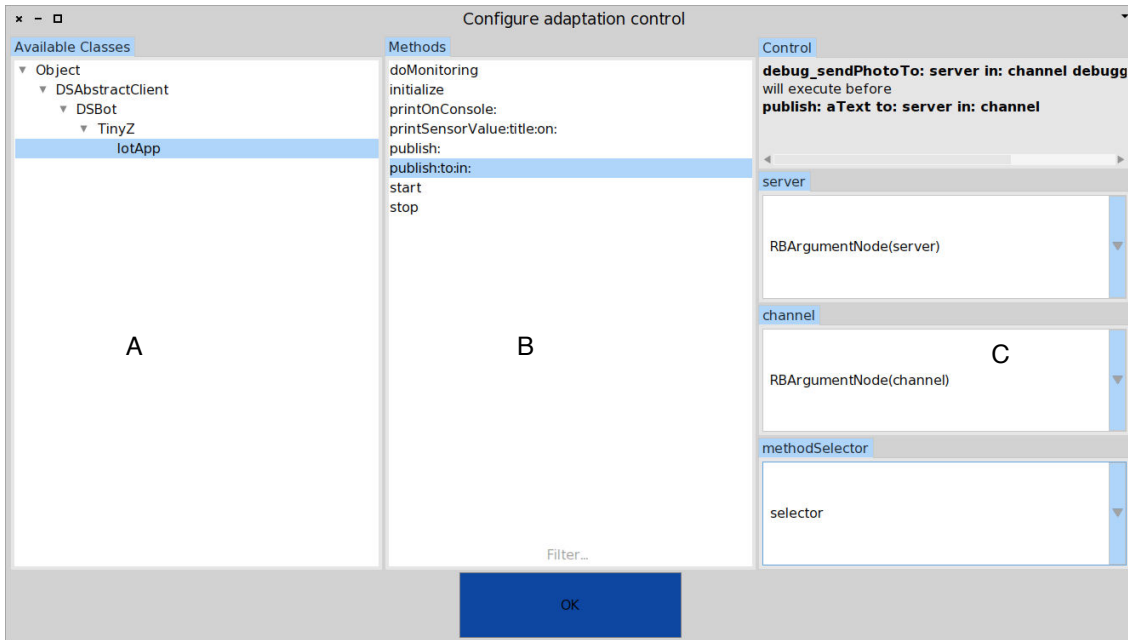 Configure adaptation control
Available Classes
Object
DSAbstractClient
DSBot
TinyZ
IotApp
A
Methods
doMonitoring
initialize
printOnConsole:
printSensorValue:title:on:
publish:
publish:to:in:
start
stop
B
Filter...
Control
debug_sendPhotoTo: server in: channel debugg
will execute before
publish: aText to: server in: channel
server
RBArgumentNode(server)
channel
C
RBArgumentNode(channel)
methodSelector
selector
OK